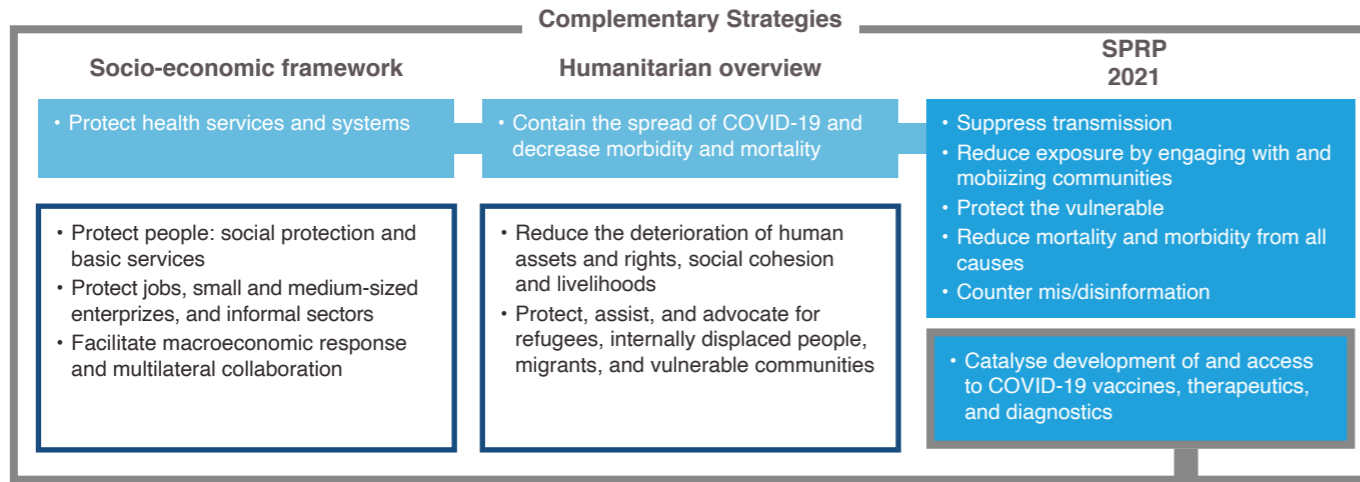 Complementary Strategies
Socio-economic framework
• Protect health services and systems
• Protect people: social protection and
basic services
• Protect jobs, small and medium-sized
enterprizes, and informal sectors
• Facilitate macroeconomic response
and multilateral collaboration
Humanitarian overview
• Contain the spread of COVID-19 and
decrease morbidity and mortality
• Reduce the deterioration of human
assets and rights, social cohesion
and livelihoods
• Protect, assist, and advocate for
refugees, internally displaced people,
migrants, and vulnerable communities
SPRP
2021
• Suppress transmission
• Reduce exposure by engaging with and
mobiizing communities
• Protect the vulnerable
• Reduce mortality and morbidity from all
causes
• Counter mis/disinformation
• Catalyse development of and access
to COVID-19 vaccines, therapeutics,
and diagnostics